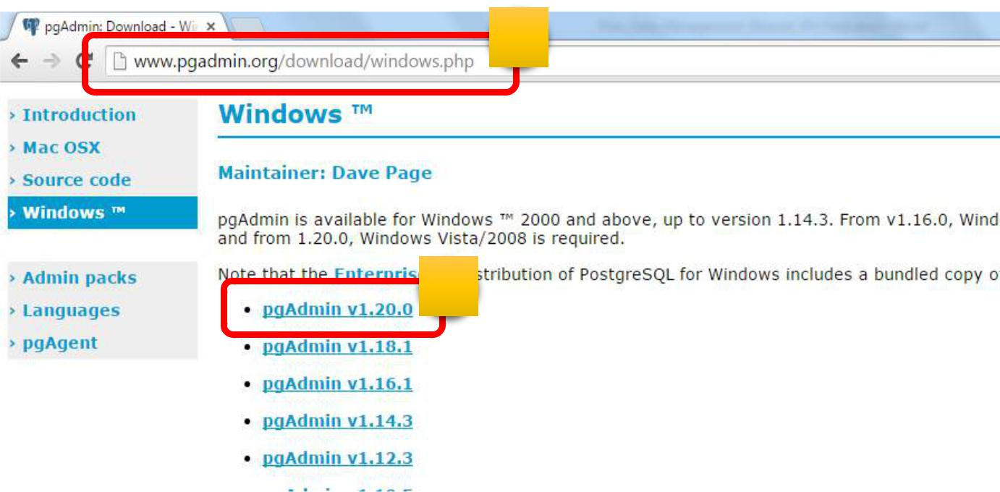 pgAdmin: Download - Wi
www.pgadmin.org/download/windows.php
› Introduction
› Mac OSX
› Source code
› Windows ™
› Admin packs
› Languages
› pgAgent
Windows ™
Maintainer: Dave Page
pgAdmin is available for Windows ™ 2000 and above, up to version 1.14.3. From v1.16.0, Wind
and from 1.20.0, Windows Vista/2008 is required.
Note that the Enterpris stribution of PostgreSQL for Windows includes a bundled copy o
• pgAdmin v1.20.0
• pgAdmin v1.18.1
• pgAdmin v1.16.1
• pgAdmin v1.14.3
• pgAdmin v1.12.3